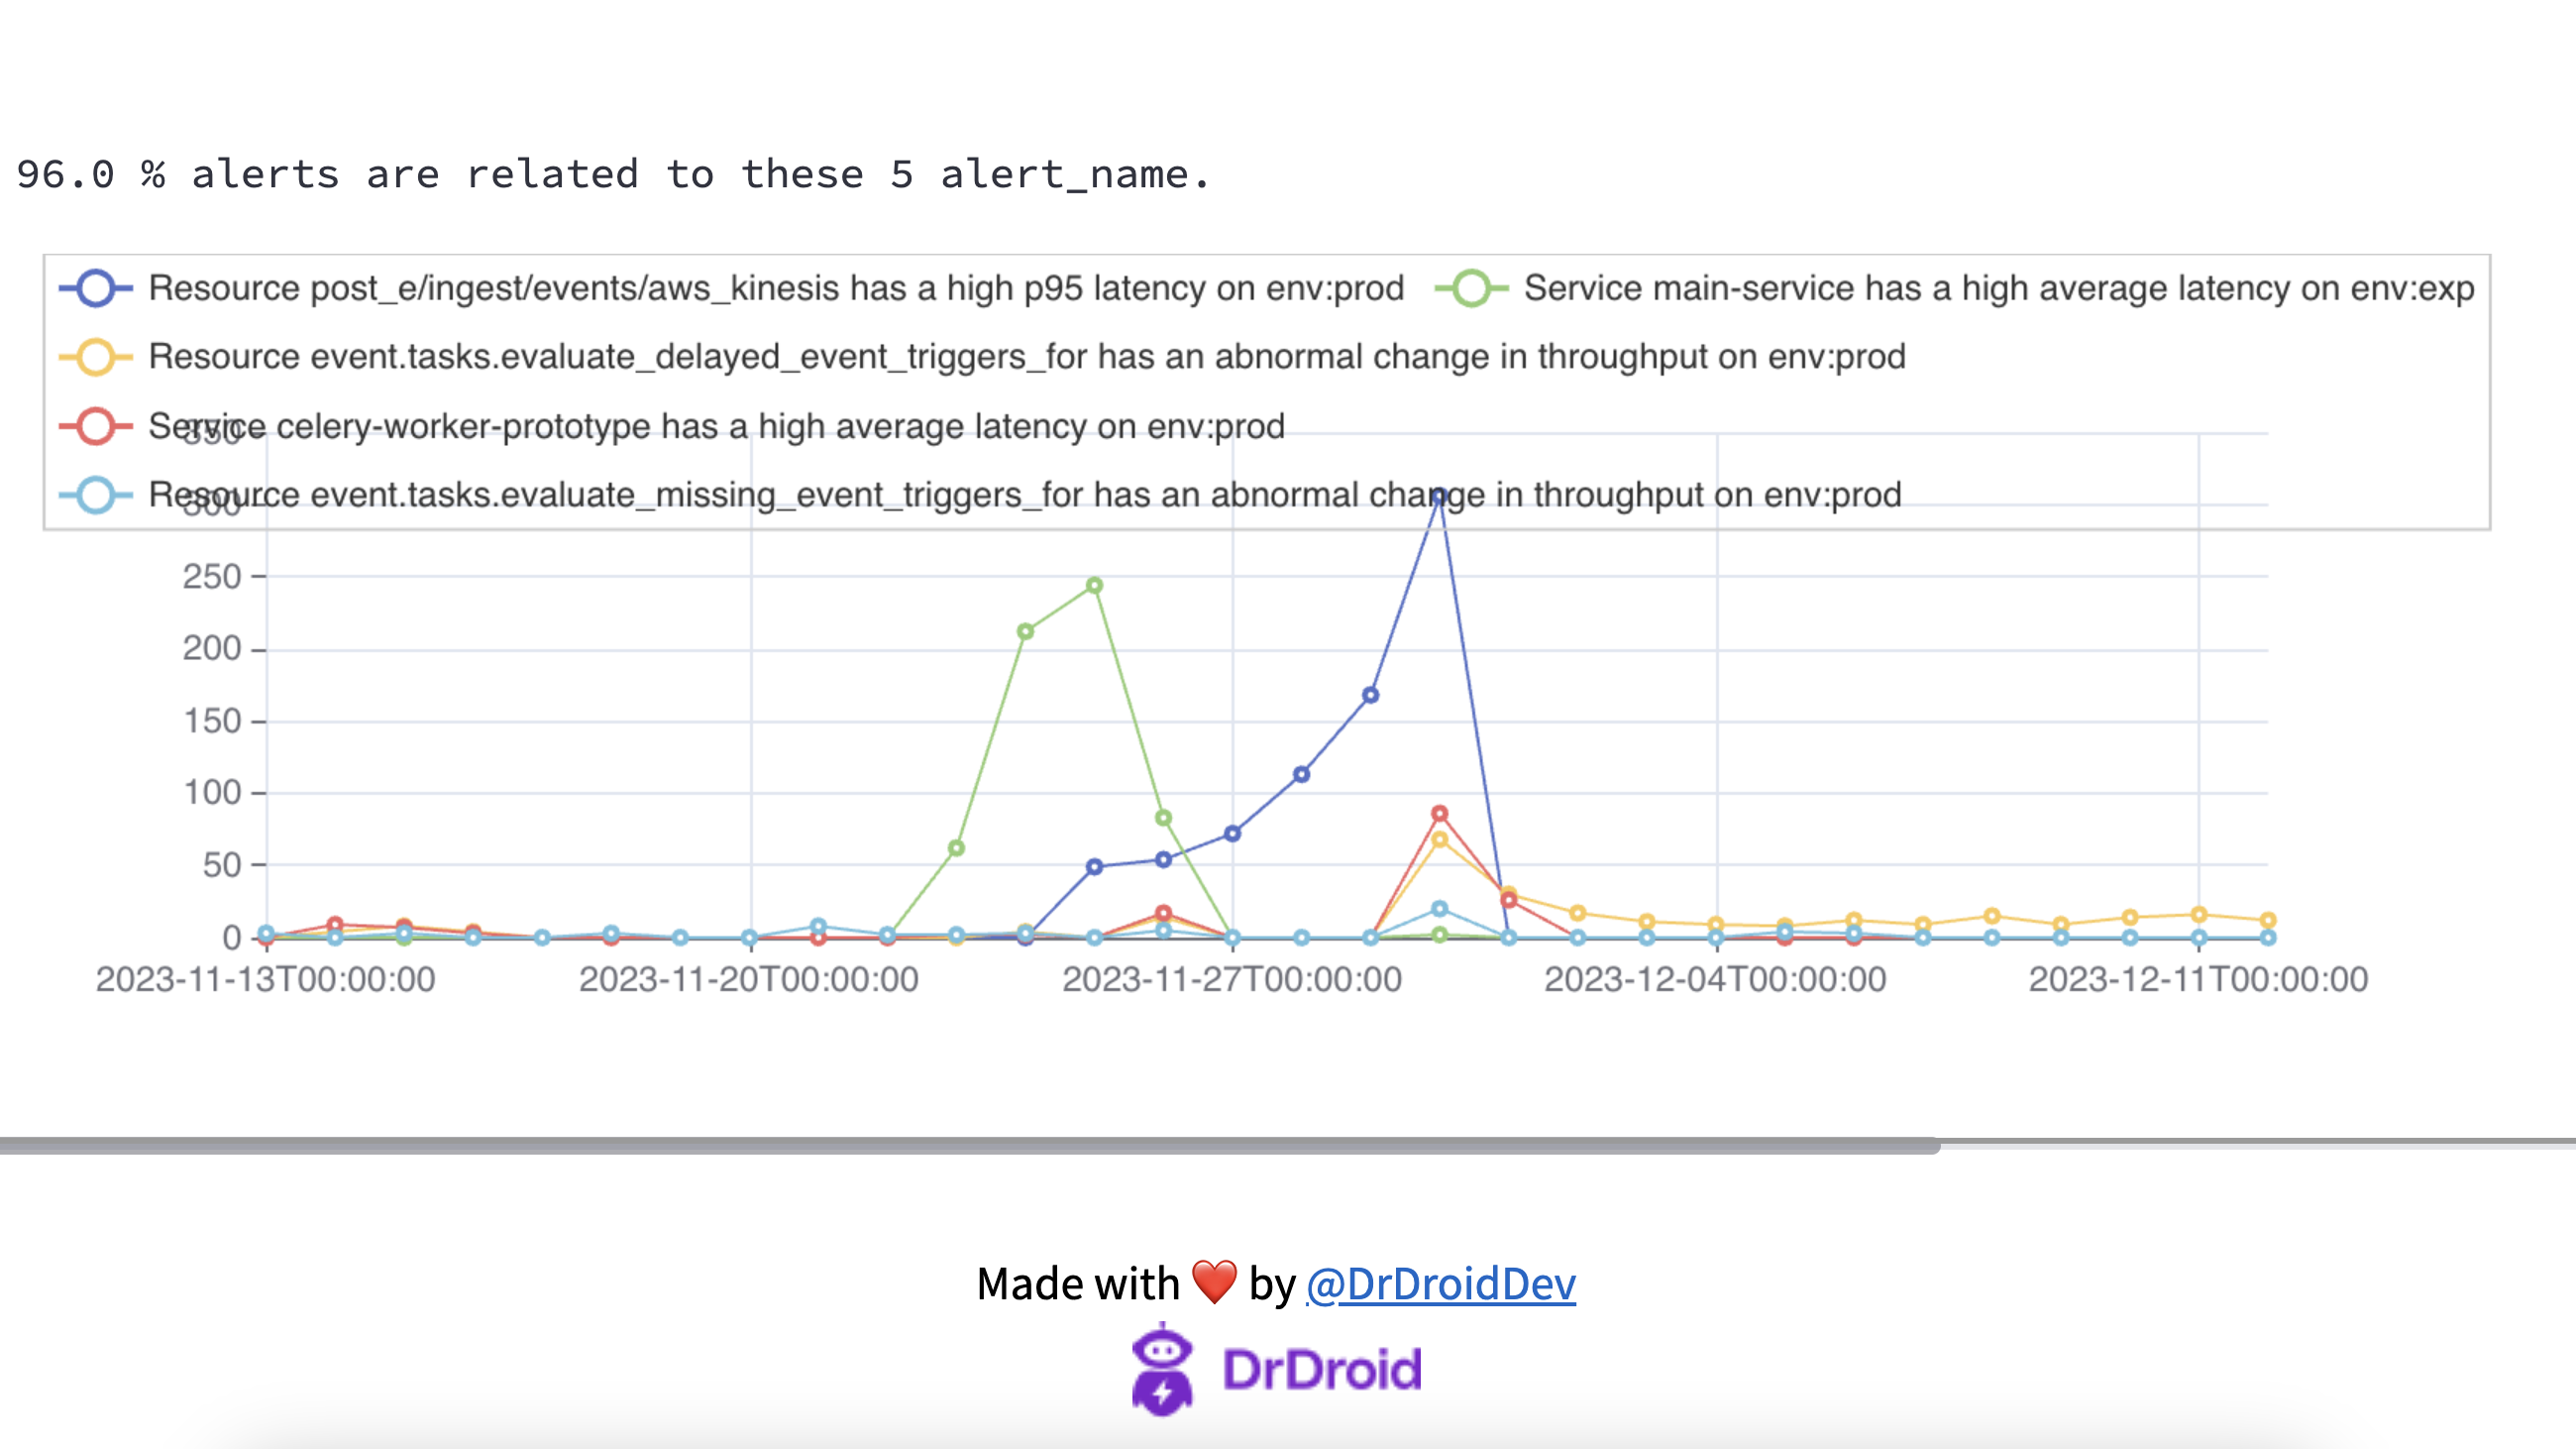 96.0 % alerts are related to these 5 alert_name.
Resource post_e/ingest/events/aws_kinesis has a high p95 latency on env:prod
Service main-service has a high average latency on env:exp
Resource event.tasks.evaluate_delayed_event_triggers_for has an abnormal change in throughput on env:prod
Service celery-worker-prototype has a high average latency on env:prod
Resource event.tasks.evaluate_missing_event_triggers_for has an abnormal change in throughput on env:prod
350
300
250
200
150
100
50
0
2023-11-13T00:00:00 2023-11-20T00:00:00 2023-11-27T00:00:00 2023-12-04T00:00:00 2023-12-11T00:00:00
Made with ❤️ by @DrDroidDev
DrDroid